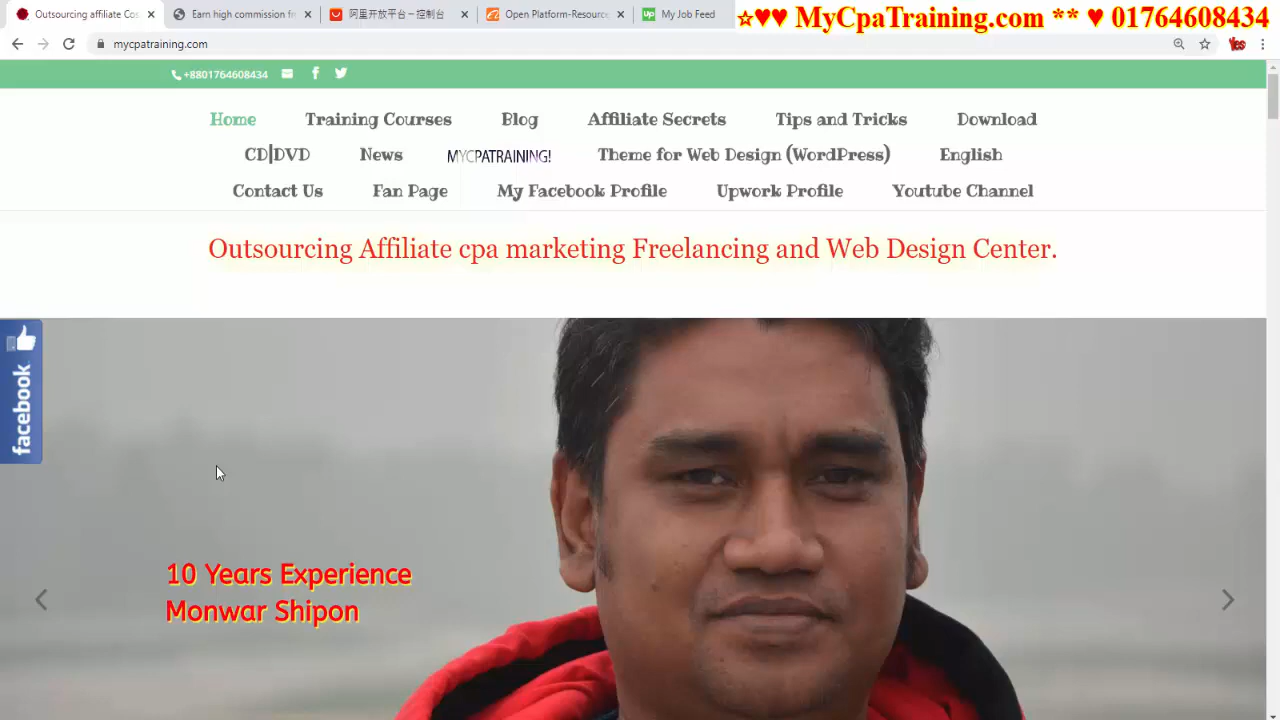 Outsourcing affiliate Co
Earn high commission fr
阿里开放平台－控制台
Open Platform-Resource
Up My Job Feed
☆♥♥ MyCpaTraining.com ** ♥ 01764608434
mycpatraining.com
Yes
+8801764608434
Home Training Courses Blog Affiliate Secrets Tips and Tricks Download
CD|DVD News MYCPATRAINING! Theme for Web Design (WordPress) English
Contact Us Fan Page My Facebook Profile Upwork Profile Youtube Channel
Outsourcing Affiliate cpa marketing Freelancing and Web Design Center.
facebook
10 Years Experience
Monwar Shipon